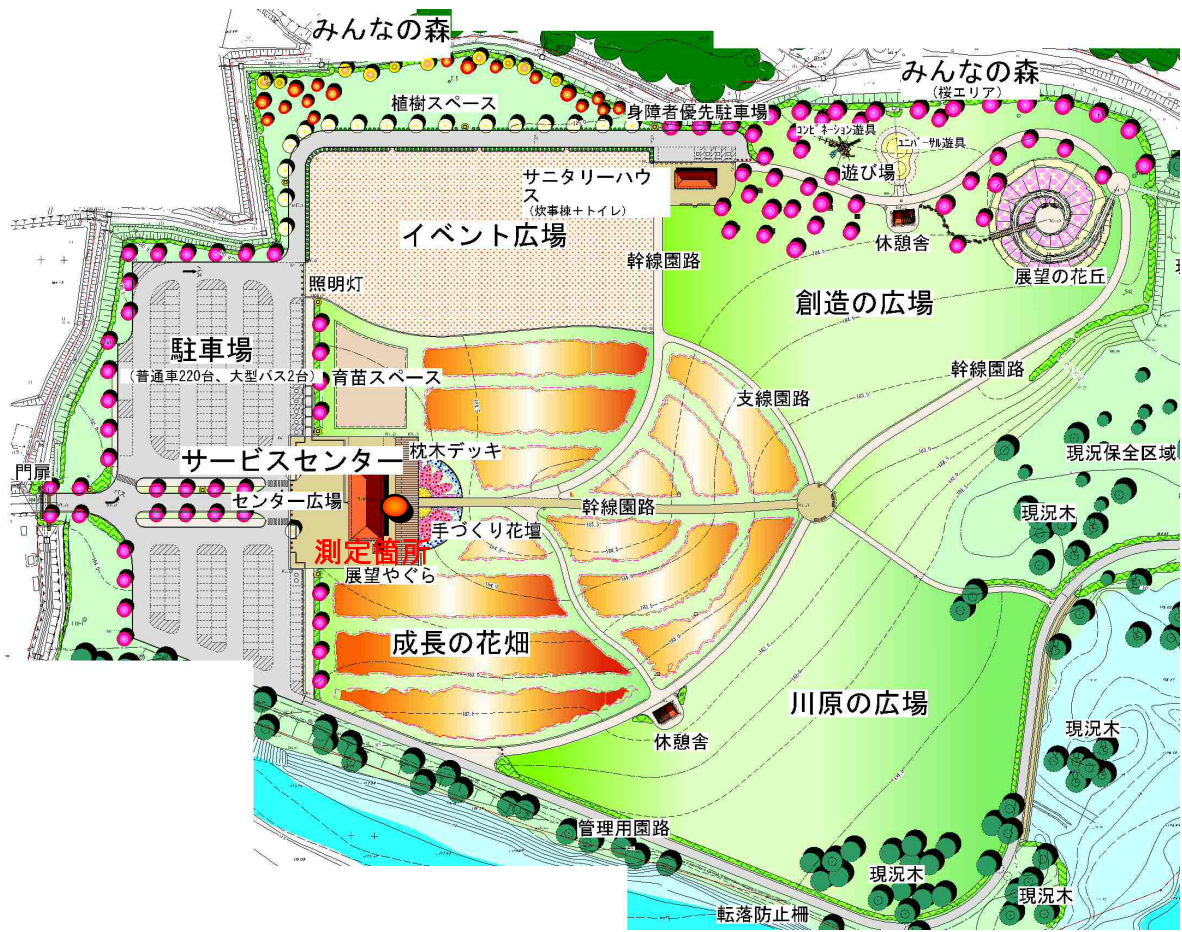 みんなの森
みんなの森
(桜エリア)
植樹スペース
身障者優先駐車場
コンビネーション遊具
ユニバーサル遊具
遊び場
サニタリーハウ
ス
(炊事棟+トイレ)
イベント広場
休憩舎
幹線園路
展望の花丘
照明灯
創造の広場
駐車場
(普通車220台、大型バス2台)
育苗スペース
幹線園路
支線園路
枕木デッキ
サービスセンター
現況保全区域
門扉
センター広場
幹線園路
現況木
手づくり花壇
測定箇所
展望やぐら
成長の花畑
川原の広場
休憩舎
現況木
管理用園路
現況木
現況木
転落防止柵